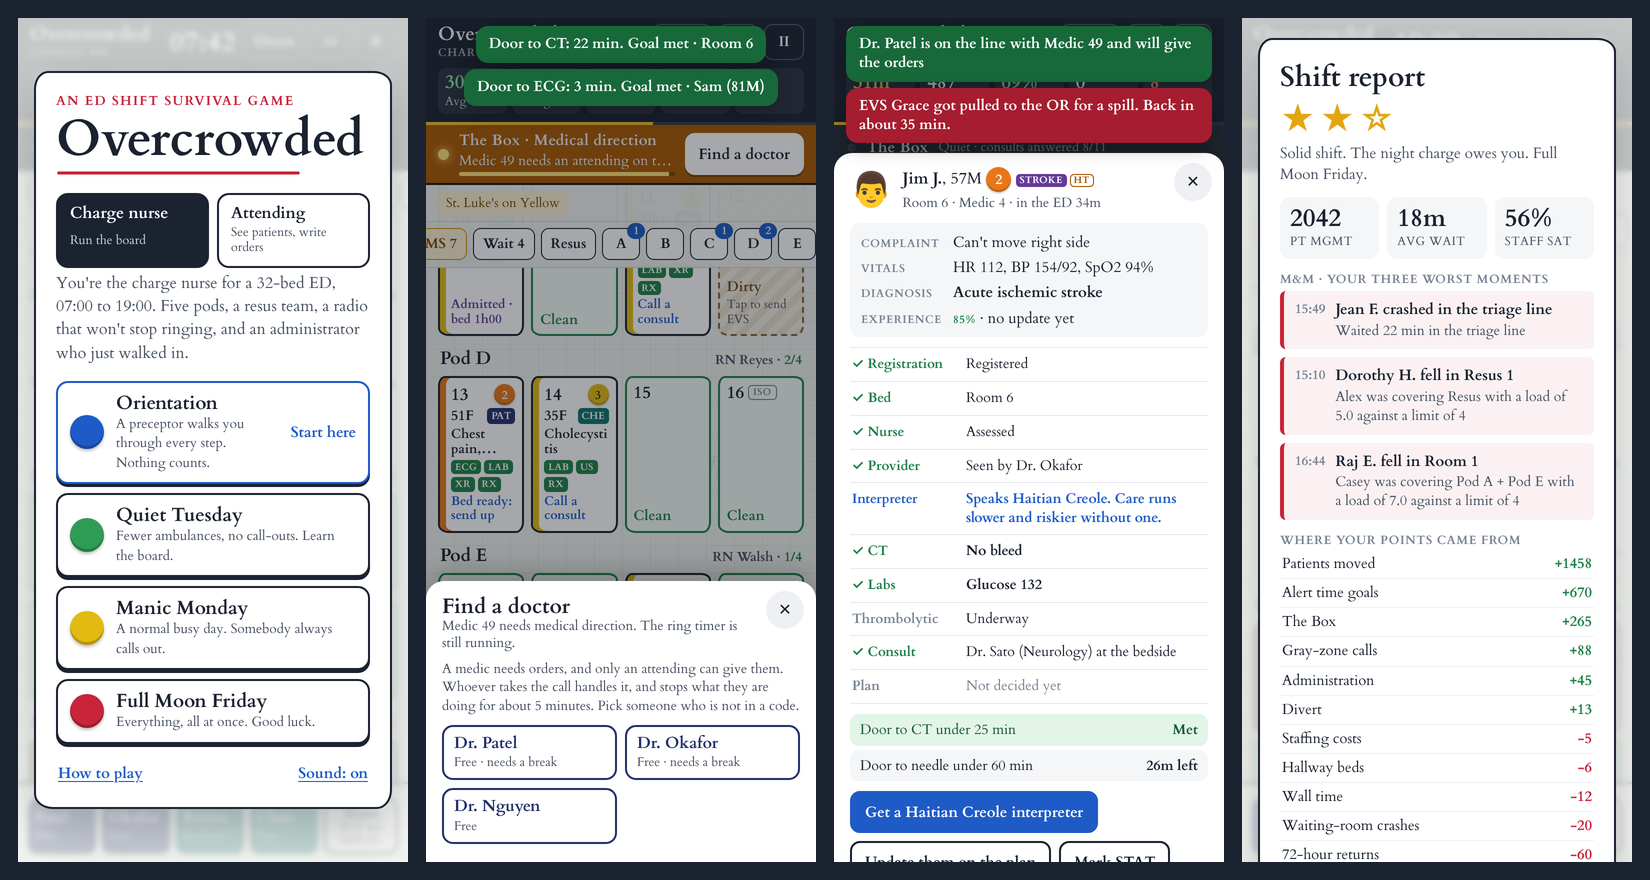 AN ED SHIFT SURVIVAL GAME
Overcrowded
Charge nurse
Run the board
Attending
See patients, write
orders
You're the charge nurse for a 32-bed ED,
07:00 to 19:00. Five pods, a resus team, a radio
that won't stop ringing, and an administrator
who just walked in.
Orientation
A preceptor walks you
through every step.
Nothing counts.
Start here
Quiet Tuesday
Fewer ambulances, no call-outs. Learn
the board.
Manic Monday
A normal busy day. Somebody always
calls out.
Full Moon Friday
Everything, all at once. Good luck.
How to play
Sound: on
Door to CT: 22 min. Goal met · Room 6
Door to ECG: 3 min. Goal met · Sam (81M)
The Box · Medical direction
Medic 49 needs an attending on t…
Find a doctor
St. Luke's on Yellow
MS 7
Wait 4
Resus
A 1
B
C 1
D 2
E
Admitted ·
bed 1h00
Clean
LAB XR
RX
Call a
consult
Dirty
Tap to send
EVS
Pod D
RN Reyes · 2/4
13 2
51F PAT
Chest
pain,…
ECG LAB
XR RX
Bed ready:
send up
14 3
35F CHE
Cholecysti
tis
LAB US
RX
Call a
consult
15
Clean
16 ISO
Clean
Pod E
RN Walsh · 1/4
Find a doctor
Medic 49 needs medical direction. The ring timer is
still running.
A medic needs orders, and only an attending can give them.
Whoever takes the call handles it, and stops what they are
doing for about 5 minutes. Pick someone who is not in a code.
Dr. Patel
Free · needs a break
Dr. Okafor
Free · needs a break
Dr. Nguyen
Free
Dr. Patel is on the line with Medic 49 and will give
the orders
EVS Grace got pulled to the OR for a spill. Back in
about 35 min.
The Box Quiet · consults answered 8/11
Jim J., 57M 2 STROKE HT
Room 6 · Medic 4 · in the ED 34m
COMPLAINT Can't move right side
VITALS HR 112, BP 154/92, SpO2 94%
DIAGNOSIS Acute ischemic stroke
EXPERIENCE 85% · no update yet
✓ Registration Registered
✓ Bed Room 6
✓ Nurse Assessed
✓ Provider Seen by Dr. Okafor
Interpreter Speaks Haitian Creole. Care runs
slower and riskier without one.
✓ CT No bleed
✓ Labs Glucose 132
Thrombolytic Underway
✓ Consult Dr. Sato (Neurology) at the bedside
Plan Not decided yet
Door to CT under 25 min Met
Door to needle under 60 min 26m left
Get a Haitian Creole interpreter
Update them on the plan
Mark STAT
Shift report
Solid shift. The night charge owes you. Full
Moon Friday.
2042
PT MGMT
18m
AVG WAIT
56%
STAFF SAT
M&M · YOUR THREE WORST MOMENTS
15:49 Jean F. crashed in the triage line
Waited 22 min in the triage line
15:10 Dorothy H. fell in Resus 1
Alex was covering Resus with a load of
5.0 against a limit of 4
16:44 Raj E. fell in Room 1
Casey was covering Pod A + Pod E with
a load of 7.0 against a limit of 4
WHERE YOUR POINTS CAME FROM
Patients moved +1458
Alert time goals +670
The Box +265
Gray-zone calls +88
Administration +45
Divert +13
Staffing costs -5
Hallway beds -6
Wall time -12
Waiting-room crashes -20
72-hour returns -60